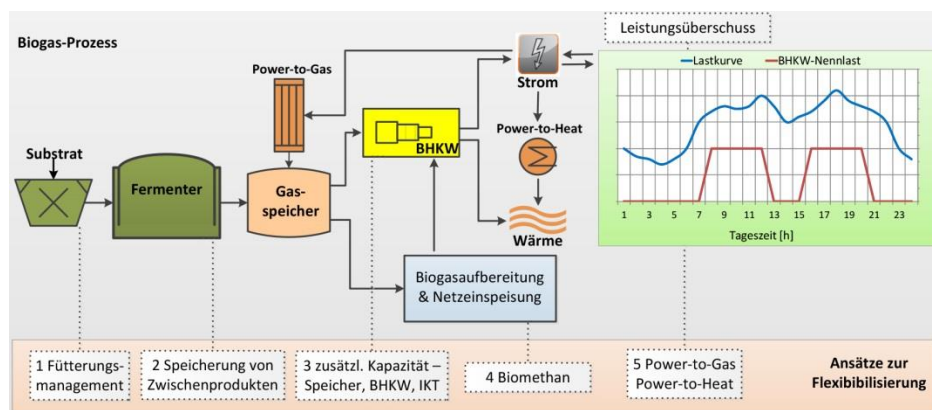 Leistungsüberschuss
Biogas-Prozess
Power-to-Gas
Strom
Lastkurve
BHKW-Nennlast
Power-to-Heat
BHKW
Substrat
Fermenter
Gas-
speicher
Wärme
1 3 5 7 9 11 13 15 17 19 21 23
Tageszeit [h]
Biogasaufbereitung
& Netzeinspeisung
1 Fütterungs-
management
2 Speicherung von
Zwischenprodukten
3 zusätzl. Kapazität –
Speicher, BHKW, IKT
4 Biomethan
5 Power-to-Gas
Power-to-Heat
Ansätze zur
Flexibibilisierung